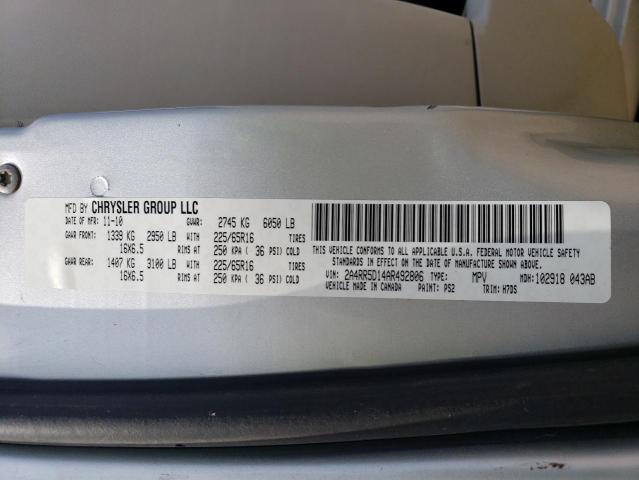 MFD BY CHRYSLER GROUP LLC
DATE OF MFR: 11-10 GVWR: 2745 KG 6050 LB
GAWR FRONT: 1339 KG 2950 LB WITH 225/65R16 TIRES
16X6.5 RIMS AT 250 KPA ( 36 PSI) COLD
GAWR REAR: 1407 KG 3100 LB WITH 225/65R16 TIRES
16X6.5 RIMS AT 250 KPA ( 36 PSI) COLD
THIS VEHICLE CONFORMS TO ALL APPLICABLE U.S.A. FEDERAL MOTOR VEHICLE SAFETY
STANDARDS IN EFFECT ON THE DATE OF MANUFACTURE SHOWN ABOVE.
VIN: 2A4RR5D14AR492806 TYPE: MPV MDH: 102918 043AB
VEHICLE MADE IN CANADA PAINT: PS2 TRIM: H7DS